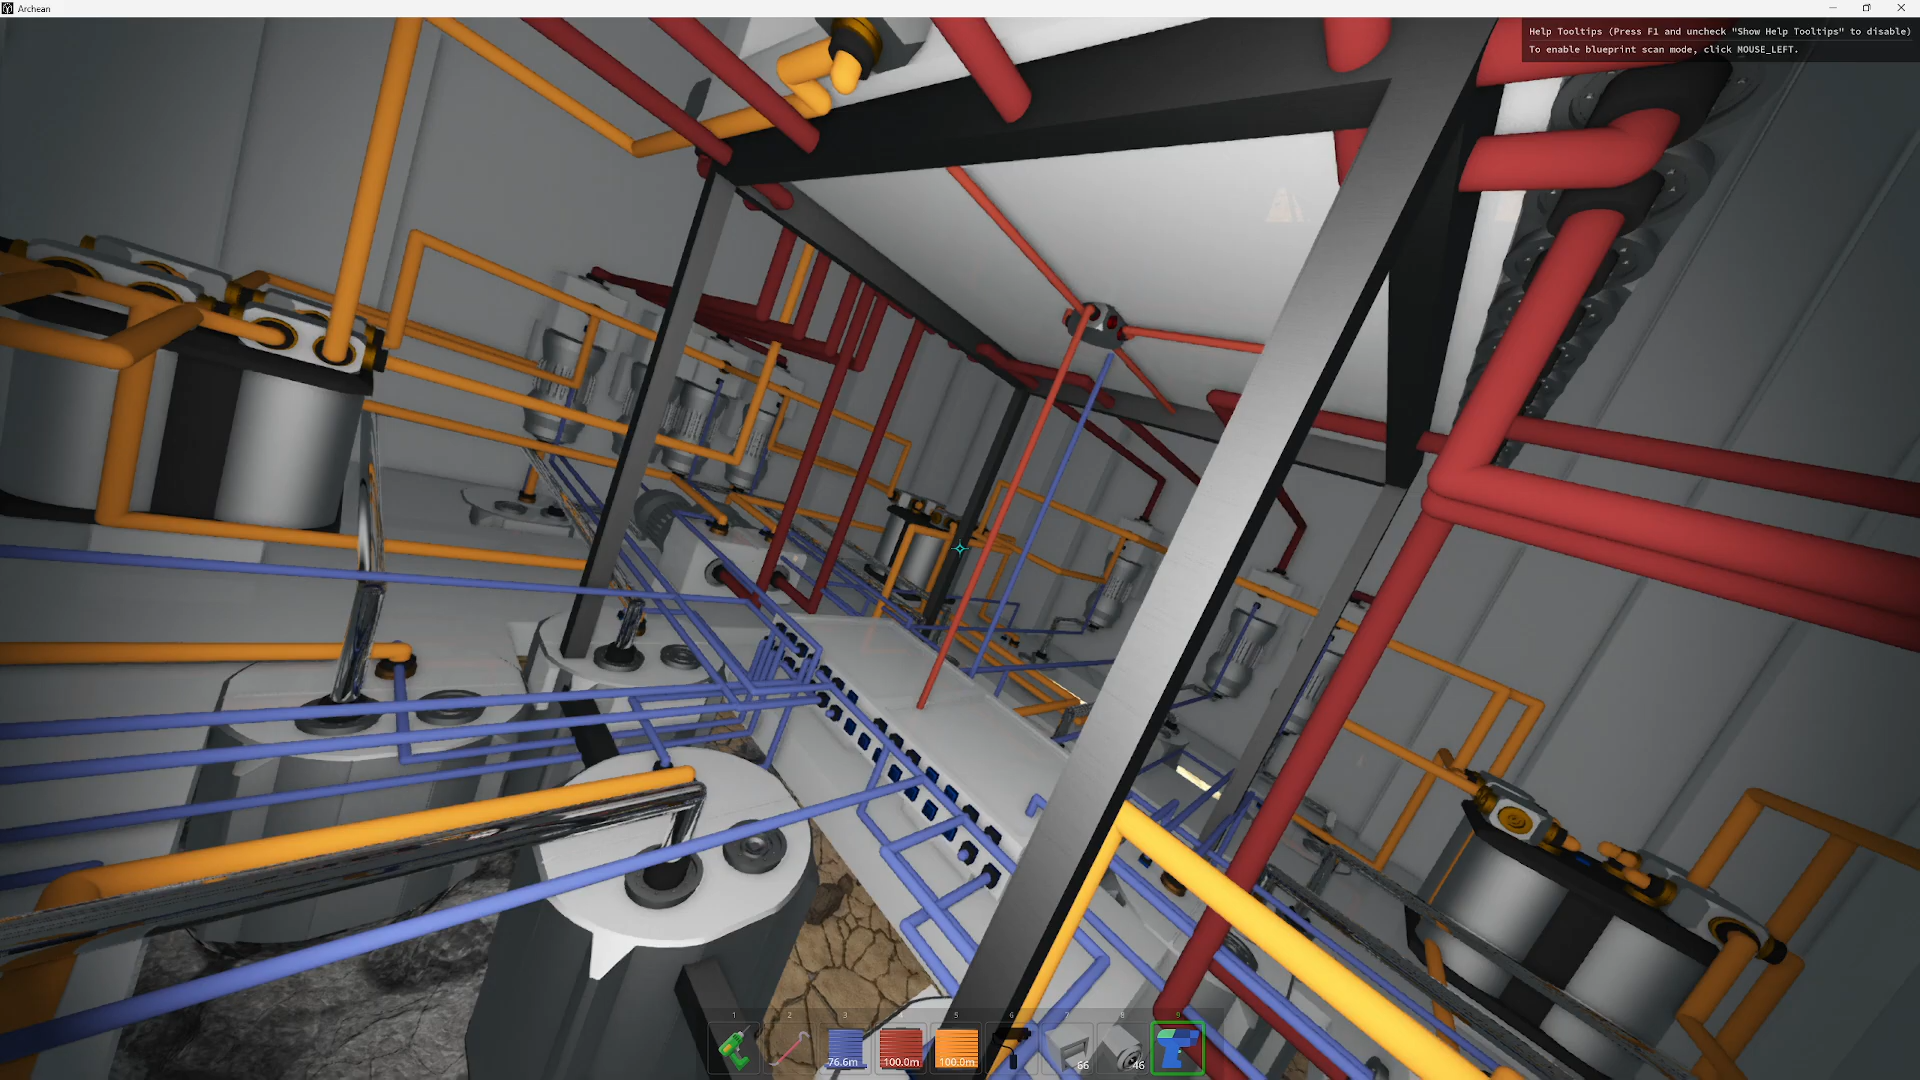 Archean
Help Tooltips (Press F1 and uncheck "Show Help Tooltips" to disable)
To enable blueprint scan mode, click MOUSE_LEFT.
1 2 3 4 5 6 7 8 9
76.6m 100.0m 100.0m 66 46